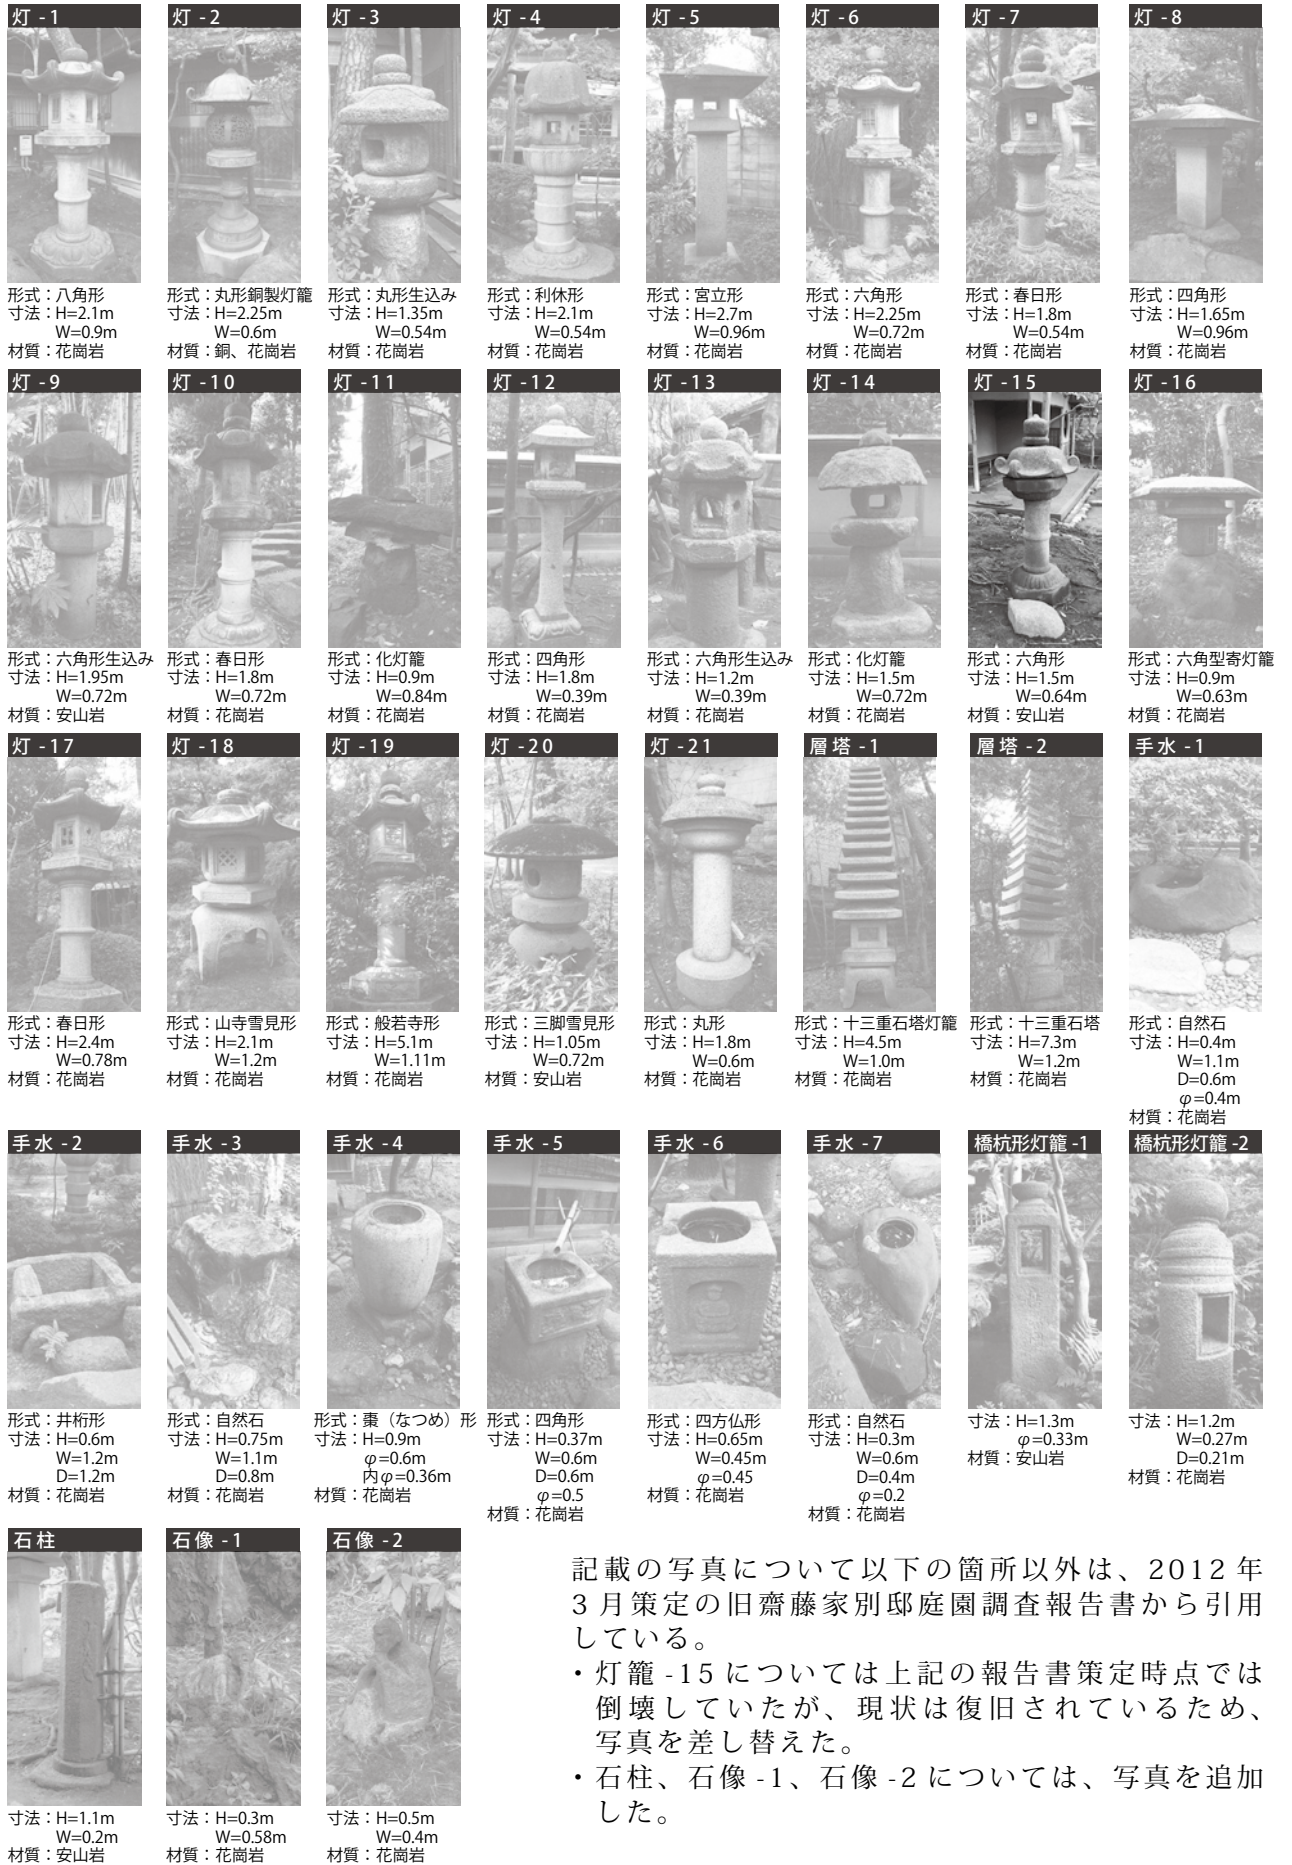 灯 -1
形式：八角形
寸法：H=2.1m
W=0.9m
材質：花崗岩
灯 -2
形式：丸形銅製灯籠
寸法：H=2.25m
W=0.6m
材質：銅、花崗岩
灯 -3
形式：丸形生込み
寸法：H=1.35m
W=0.54m
材質：花崗岩
灯 -4
形式：利休形
寸法：H=2.1m
W=0.54m
材質：花崗岩
灯 -5
形式：宮立形
寸法：H=2.7m
W=0.96m
材質：花崗岩
灯 -6
形式：六角形
寸法：H=2.25m
W=0.72m
材質：花崗岩
灯 -7
形式：春日形
寸法：H=1.8m
W=0.54m
材質：花崗岩
灯 -8
形式：四角形
寸法：H=1.65m
W=0.96m
材質：花崗岩
灯 -9
形式：六角形生込み
寸法：H=1.95m
W=0.72m
材質：安山岩
灯 -10
形式：春日形
寸法：H=1.8m
W=0.72m
材質：花崗岩
灯 -11
形式：化灯籠
寸法：H=0.9m
W=0.84m
材質：花崗岩
灯 -12
形式：四角形
寸法：H=1.8m
W=0.39m
材質：花崗岩
灯 -13
形式：六角形生込み
寸法：H=1.2m
W=0.39m
材質：花崗岩
灯 -14
形式：化灯籠
寸法：H=1.5m
W=0.72m
材質：花崗岩
灯 -15
形式：六角形
寸法：H=1.5m
W=0.64m
材質：安山岩
灯 -16
形式：六角型寄灯籠
寸法：H=0.9m
W=0.63m
材質：花崗岩
灯 -17
形式：春日形
寸法：H=2.4m
W=0.78m
材質：花崗岩
灯 -18
形式：山寺雪見形
寸法：H=2.1m
W=1.2m
材質：花崗岩
灯 -19
形式：般若寺形
寸法：H=5.1m
W=1.11m
材質：花崗岩
灯 -20
形式：三脚雪見形
寸法：H=1.05m
W=0.72m
材質：安山岩
灯 -21
形式：丸形
寸法：H=1.8m
W=0.6m
材質：花崗岩
層塔 -1
形式：十三重石塔灯籠
寸法：H=4.5m
W=1.0m
材質：花崗岩
層塔 -2
形式：十三重石塔
寸法：H=7.3m
W=1.2m
材質：花崗岩
手水 -1
形式：自然石
寸法：H=0.4m
W=1.1m
D=0.6m
φ=0.4m
材質：花崗岩
手水 -2
形式：井桁形
寸法：H=0.6m
W=1.2m
D=1.2m
材質：花崗岩
手水 -3
形式：自然石
寸法：H=0.75m
W=1.1m
D=0.8m
材質：花崗岩
手水 -4
形式：棗（なつめ）形
寸法：H=0.9m
φ=0.6m
内φ=0.36m
材質：花崗岩
手水 -5
形式：四角形
寸法：H=0.37m
W=0.6m
D=0.6m
φ=0.5
材質：花崗岩
手水 -6
形式：四方仏形
寸法：H=0.65m
W=0.45m
φ=0.45
材質：花崗岩
手水 -7
形式：自然石
寸法：H=0.3m
W=0.6m
D=0.4m
φ=0.2
材質：花崗岩
橋杭形灯籠 -1
寸法：H=1.3m
φ=0.33m
材質：安山岩
橋杭形灯籠 -2
寸法：H=1.2m
W=0.27m
D=0.21m
材質：花崗岩
石柱
寸法：H=1.1m
W=0.2m
材質：安山岩
石像 -1
寸法：H=0.3m
W=0.58m
材質：花崗岩
石像 -2
寸法：H=0.5m
W=0.4m
材質：花崗岩
記載の写真について以下の箇所以外は、2012 年
3 月策定の旧齋藤家別邸庭園調査報告書から引用
している。
・灯籠 -15 については上記の報告書策定時点では
倒壊していたが、現状は復旧されているため、
写真を差し替えた。
・石柱、石像 -1、石像 -2 については、写真を追加
した。